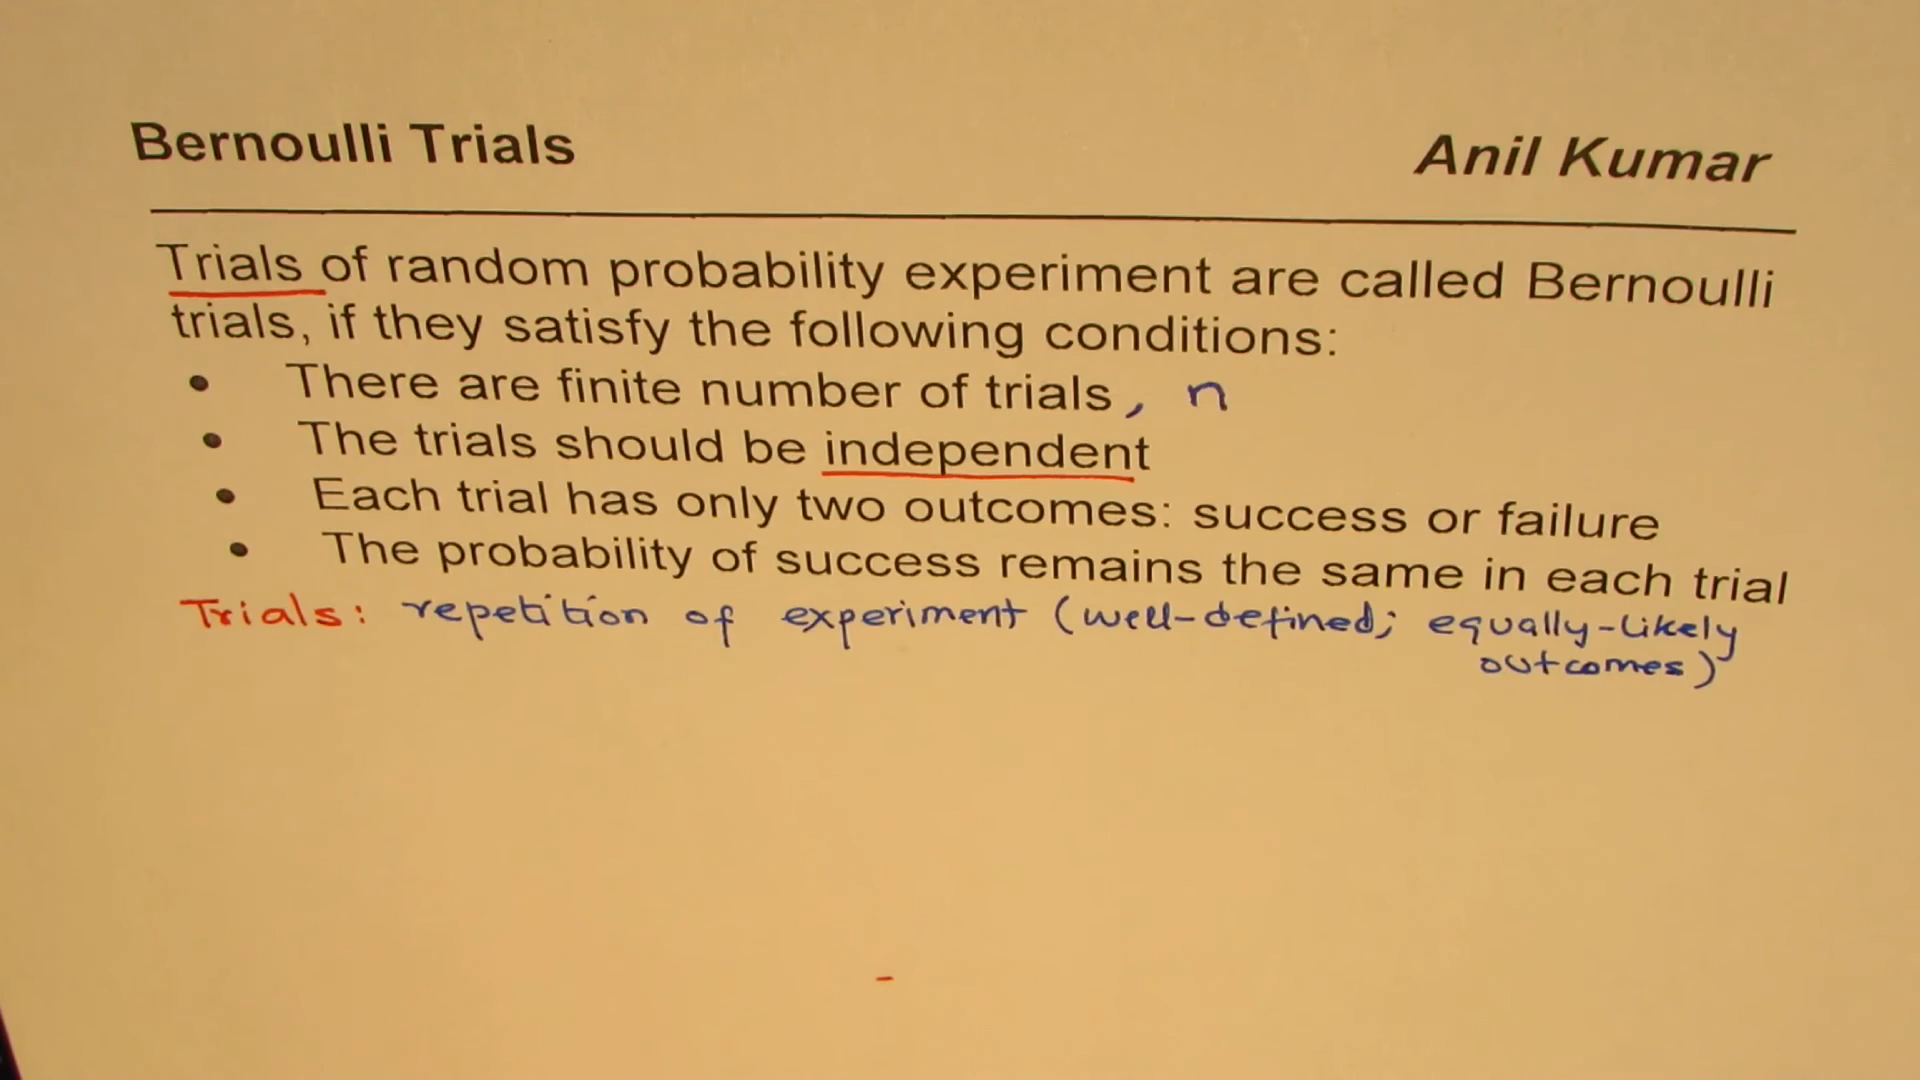 Bernoulli Trials Anil Kumar
Trials of random probability experiment are called Bernoulli
trials, if they satisfy the following conditions:
• There are finite number of trials, n
• The trials should be independent
• Each trial has only two outcomes: success or failure
• The probability of success remains the same in each trial
Trials: repetition of experiment (well-defined; equally-likely
outcomes)